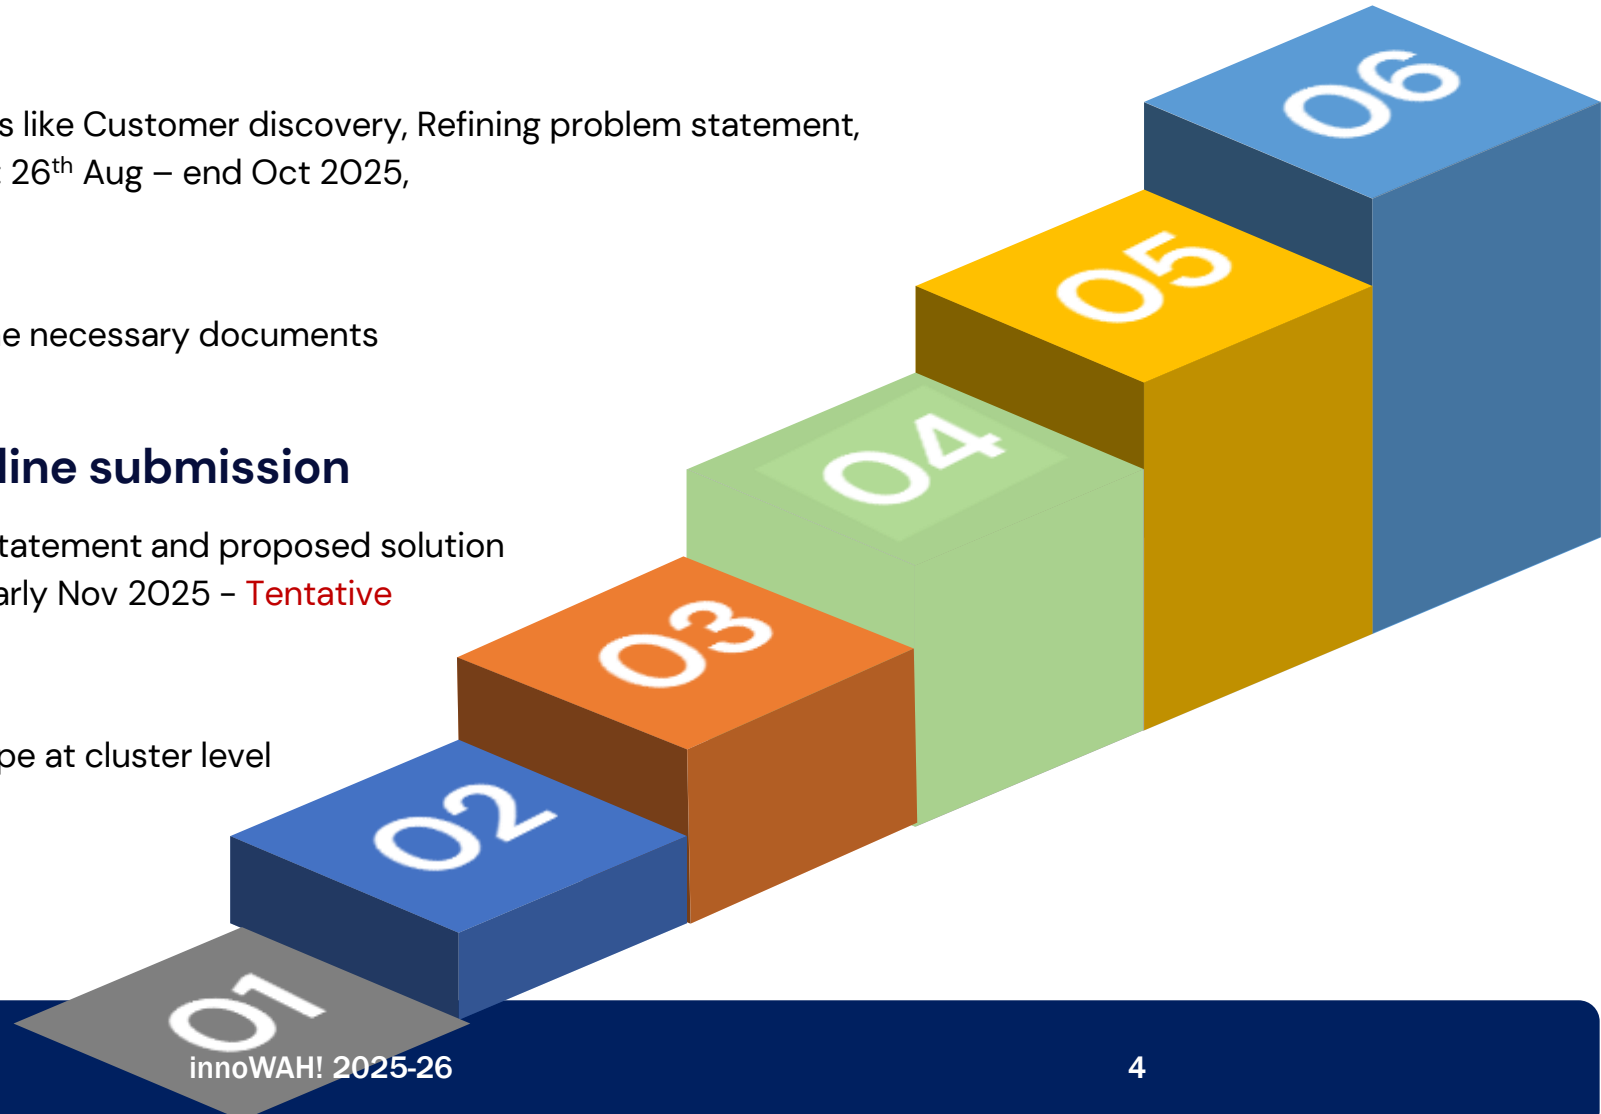 s like Customer discovery, Refining problem statement,
26th Aug – end Oct 2025,
e necessary documents
line submission
tatement and proposed solution
arly Nov 2025 - Tentative
pe at cluster level
06
05
04
03
02
01
innoWAH! 2025-26
4